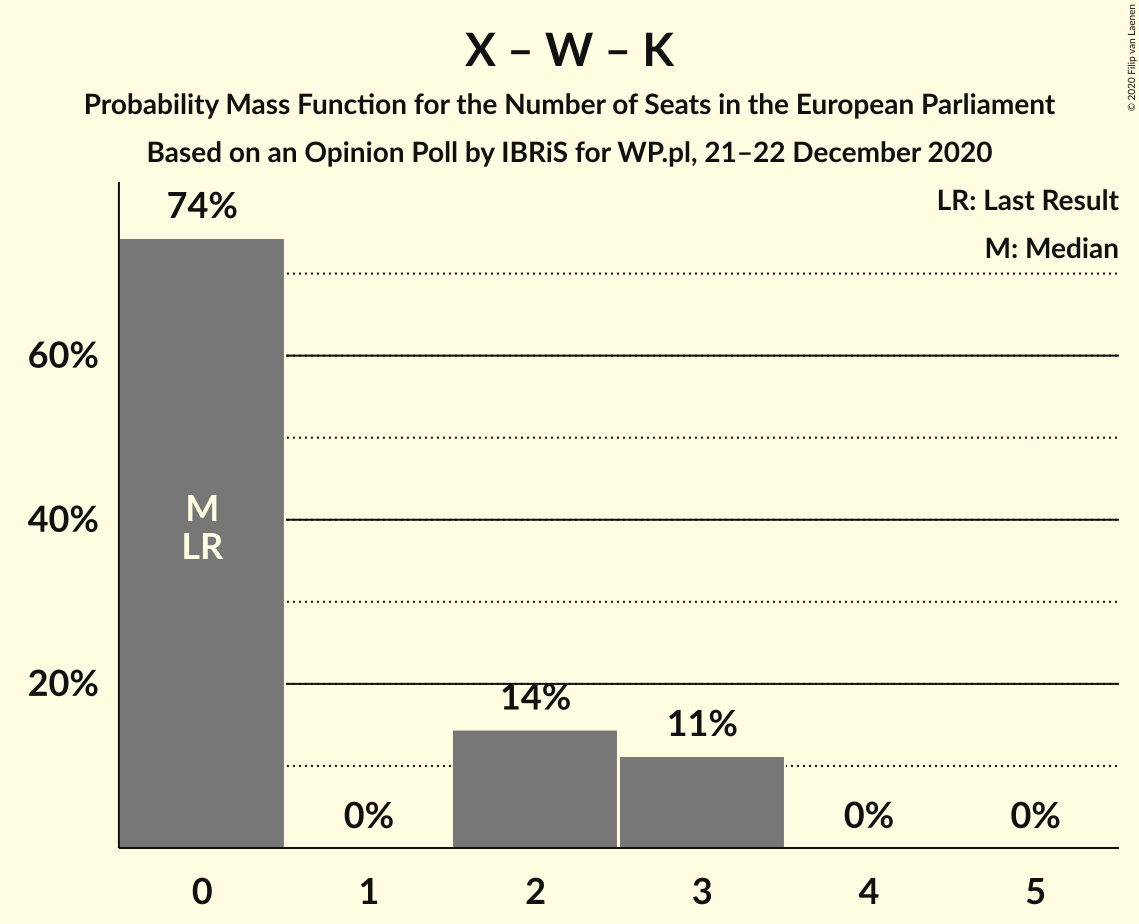 X – W – K
Probability Mass Function for the Number of Seats in the European Parliament
Based on an Opinion Poll by IBRiS for WP.pl, 21–22 December 2020
© 2020 Filip van Laenen
LR: Last Result
M: Median
74%
60%
40%
20%
M
LR
0%
14%
11%
0%
0%
0
1
2
3
4
5